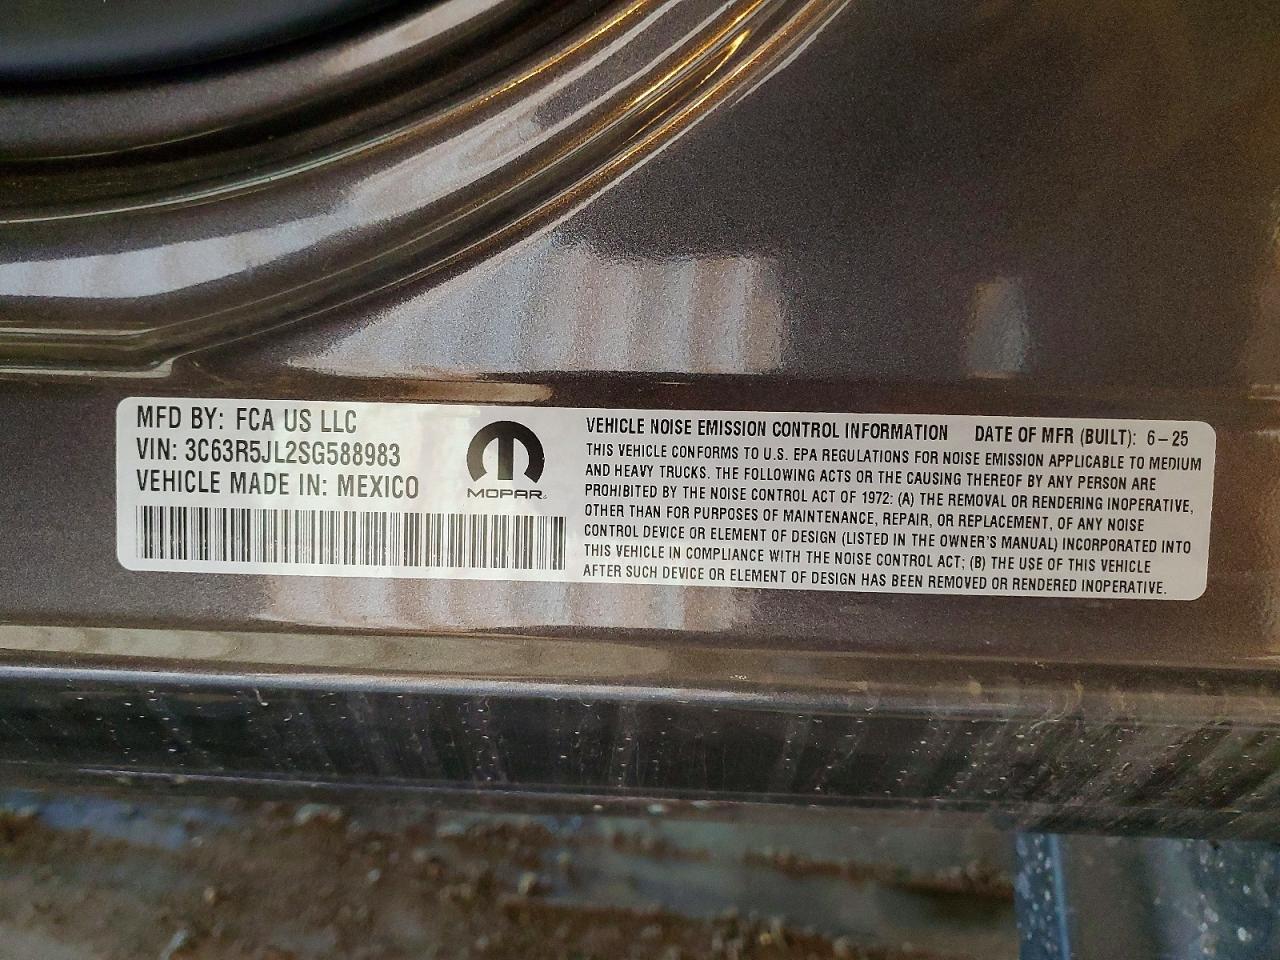 MFD BY: FCA US LLC
VIN: 3C63R5JL2SG588983
VEHICLE MADE IN: MEXICO
MOPAR®
VEHICLE NOISE EMISSION CONTROL INFORMATION DATE OF MFR (BUILT): 6-25
THIS VEHICLE CONFORMS TO U.S. EPA REGULATIONS FOR NOISE EMISSION APPLICABLE TO MEDIUM
AND HEAVY TRUCKS. THE FOLLOWING ACTS OR THE CAUSING THEREOF BY ANY PERSON ARE
PROHIBITED BY THE NOISE CONTROL ACT OF 1972: (A) THE REMOVAL OR RENDERING INOPERATIVE,
OTHER THAN FOR PURPOSES OF MAINTENANCE, REPAIR, OR REPLACEMENT, OF ANY NOISE
CONTROL DEVICE OR ELEMENT OF DESIGN (LISTED IN THE OWNER'S MANUAL) INCORPORATED INTO
THIS VEHICLE IN COMPLIANCE WITH THE NOISE CONTROL ACT; (B) THE USE OF THIS VEHICLE
AFTER SUCH DEVICE OR ELEMENT OF DESIGN HAS BEEN REMOVED OR RENDERED INOPERATIVE.